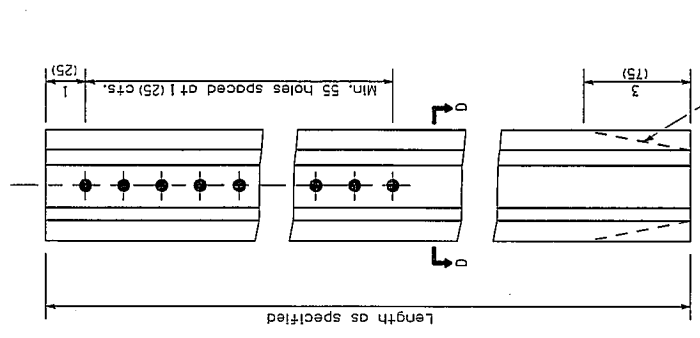 Length as specified
D
D
3
(75)
Min. 55 holes spaced at 1 (25) cts.
1
(25)